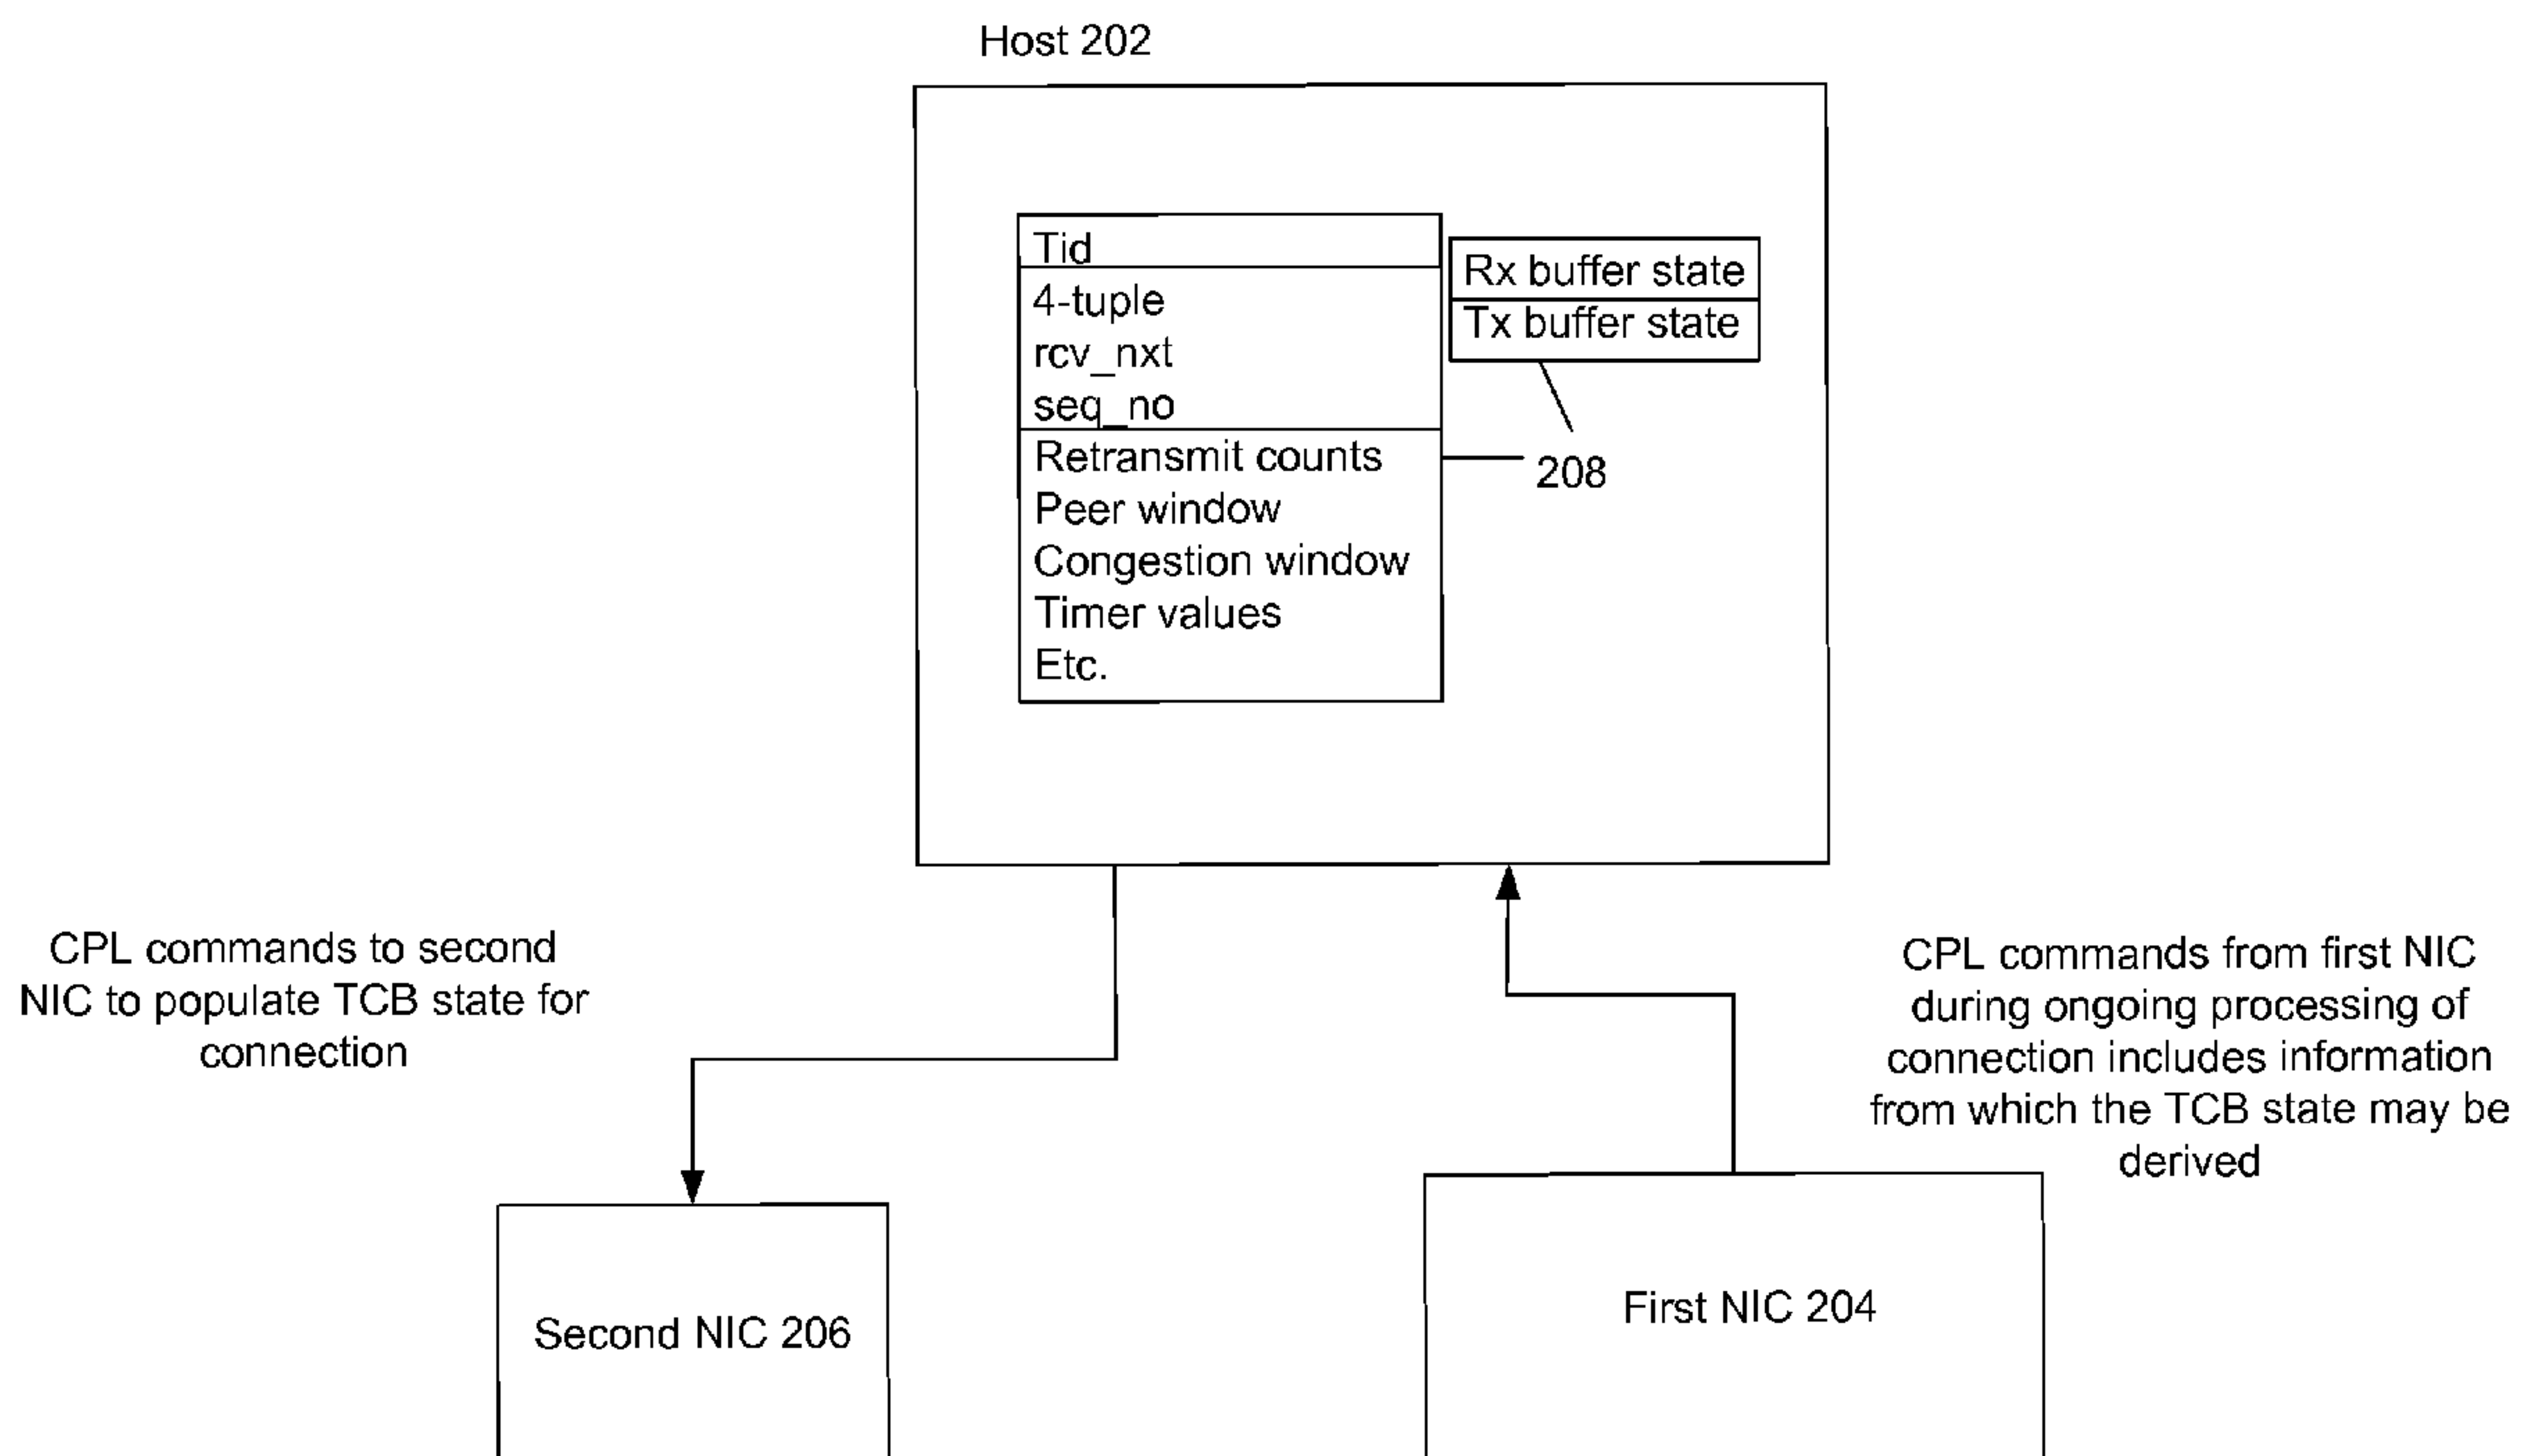 Host 202
Tid
4-tuple
rcv_nxt
seq_no
Retransmit counts
Peer window
Congestion window
Timer values
Etc.
Rx buffer state
Tx buffer state
208
CPL commands to second
NIC to populate TCB state for
connection
CPL commands from first NIC
during ongoing processing of
connection includes information
from which the TCB state may be
derived
Second NIC 206
First NIC 204